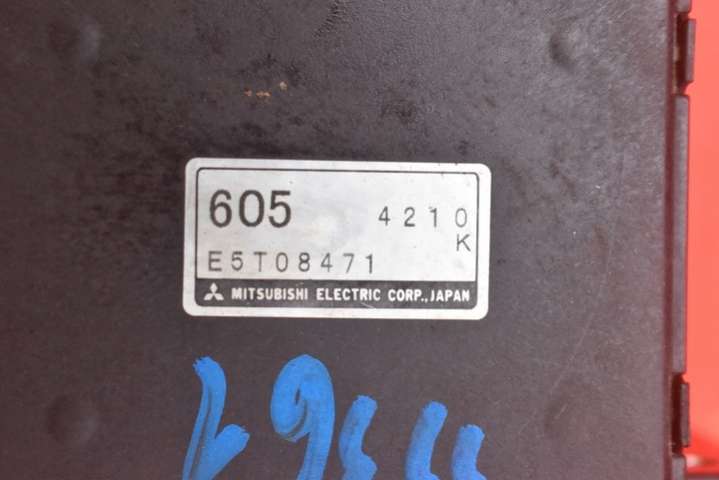 605 4210
K
E5T08471
MITSUBISHI ELECTRIC CORP., JAPAN